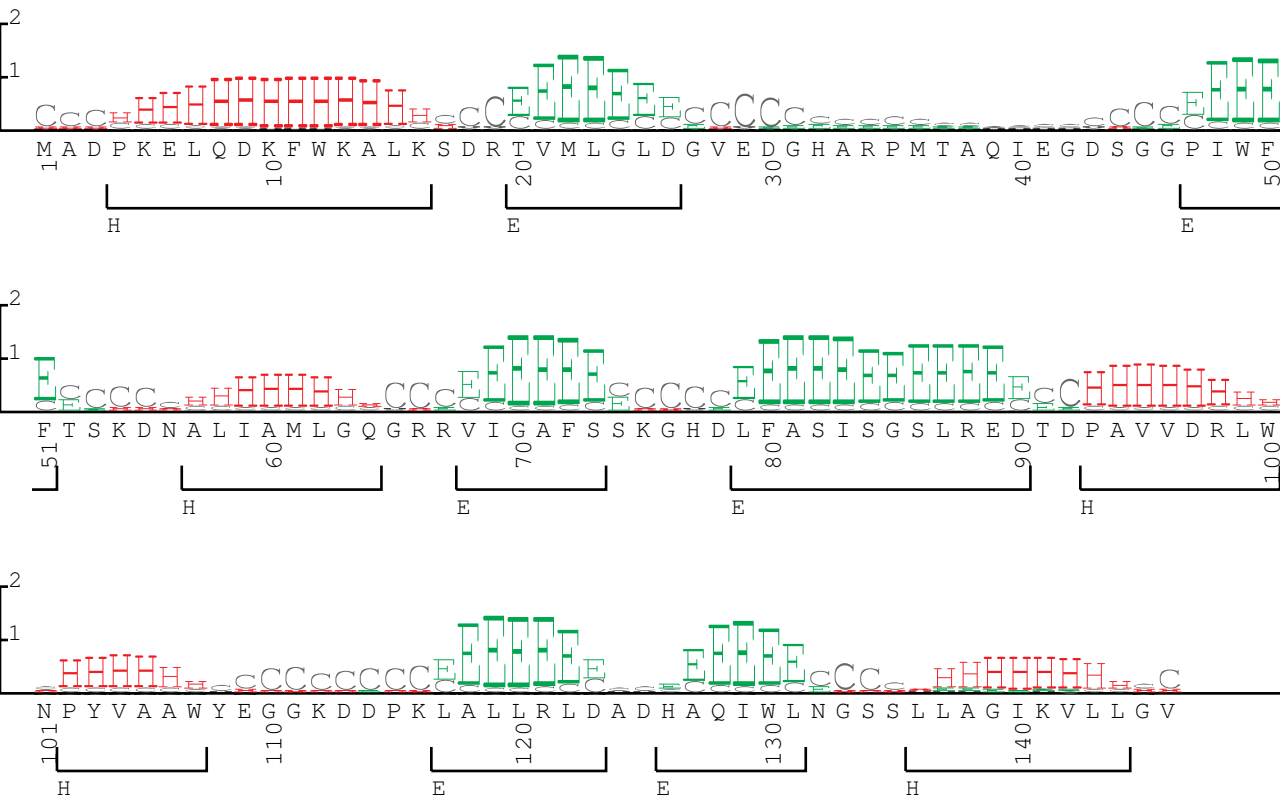 2
1
M A D P K E L Q D K F W K A L K S D R T V M L G L D G V E D G H A R P M T A Q I E G D S G G P I W F
1 10 20 30 40 50
H E E
2
1
F T S K D N A L I A M L G Q G R R V I G A F S S K G H D L F A S I S G S L R E D T D P A V V D R L W
51 60 70 80 90 100
H E E H
2
1
N P Y V A A W Y E G G K D D P K L A L L R L D A D H A Q I W L N G S S L L A G I K V L L G V
101 110 120 130 140
H E E H